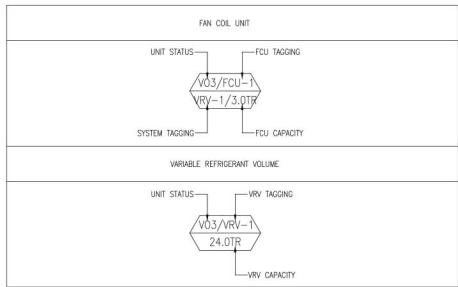 FAN COIL UNIT
UNIT STATUS
FCU TAGGING
V03/FCU-1
VRV-1/3.0TR
SYSTEM TAGGING
FCU CAPACITY
VARIABLE REFRIGERANT VOLUME
UNIT STATUS
VRV TAGGING
V03/VRV-1
24.0TR
VRV CAPACITY